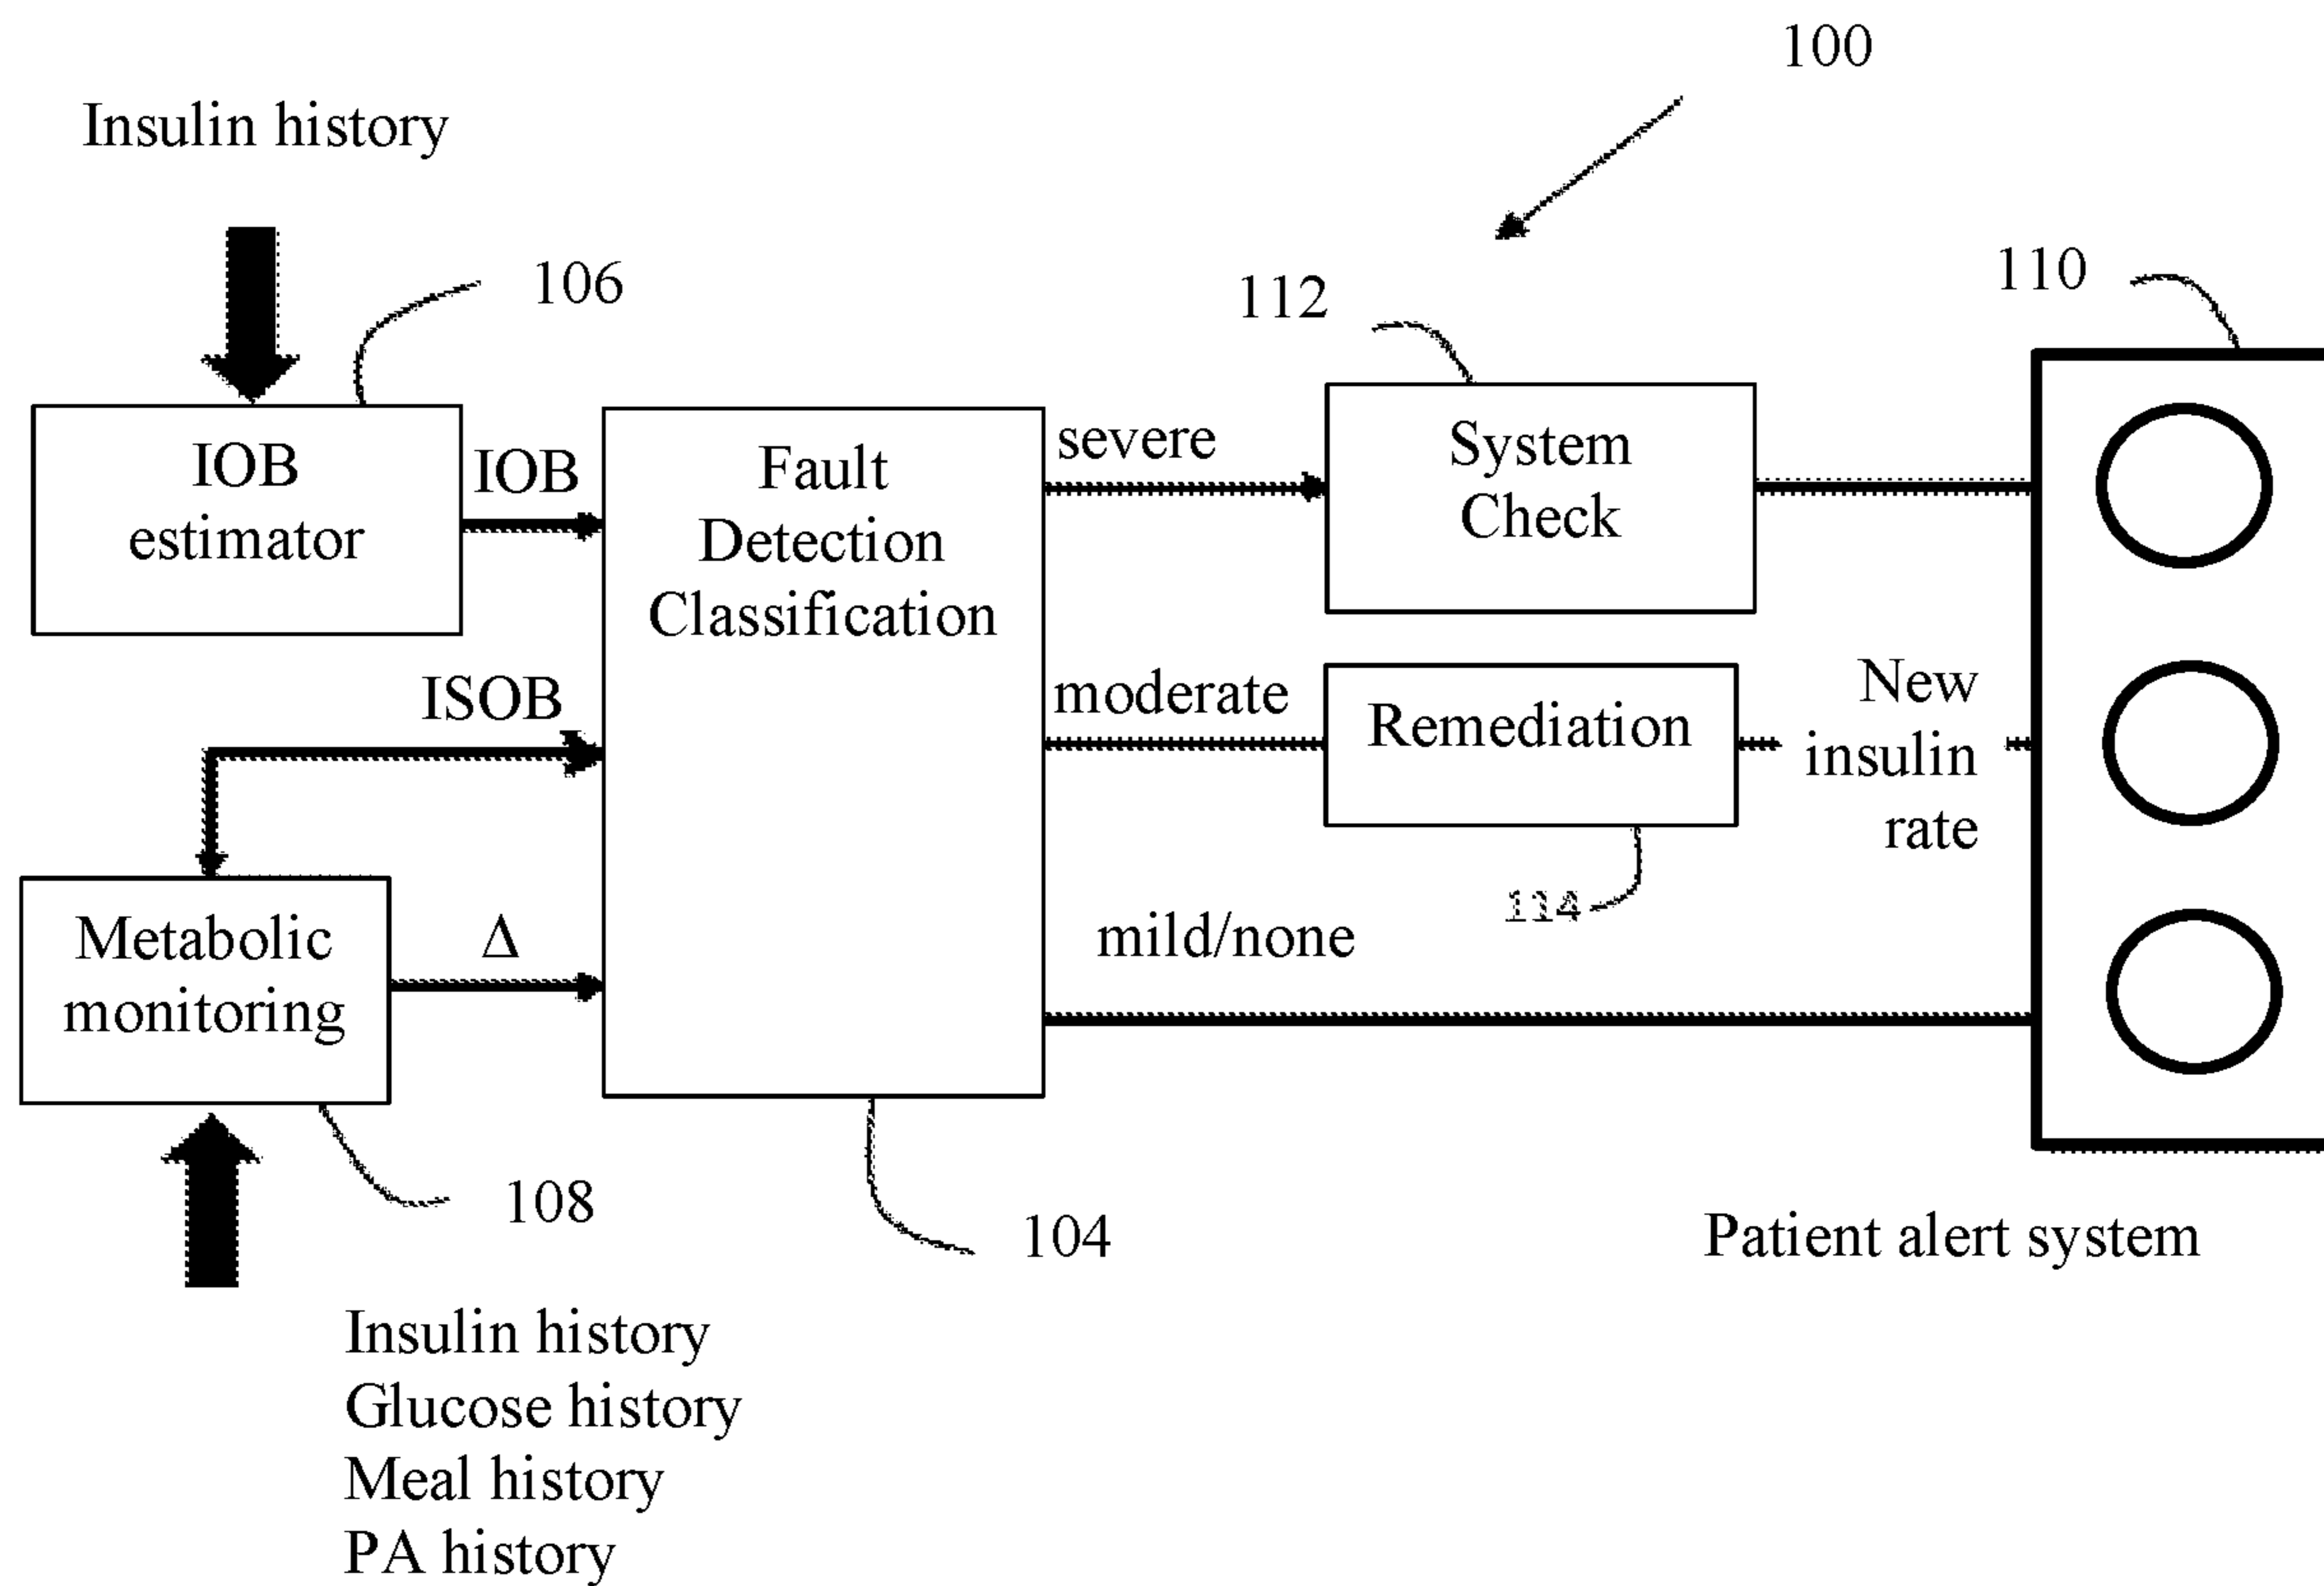 100
Insulin history
106
112
110
IOB
estimator
IOB
Fault
Detection
Classification
severe
System
Check
ISOB
moderate
Remediation
New
insulin
rate
114
Metabolic
monitoring
Δ
mild/none
108
104
Patient alert system
Insulin history
Glucose history
Meal history
PA history